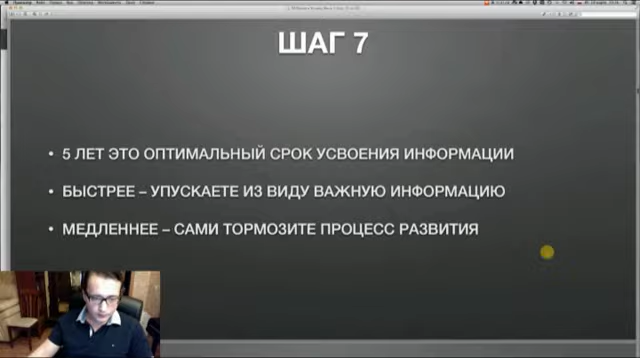 ШАГ 7
• 5 ЛЕТ ЭТО ОПТИМАЛЬНЫЙ СРОК УСВОЕНИЯ ИНФОРМАЦИИ
• БЫСТРЕЕ – УПУСКАЕТЕ ИЗ ВИДУ ВАЖНУЮ ИНФОРМАЦИЮ
• МЕДЛЕННЕЕ – САМИ ТОРМОЗИТЕ ПРОЦЕСС РАЗВИТИЯ